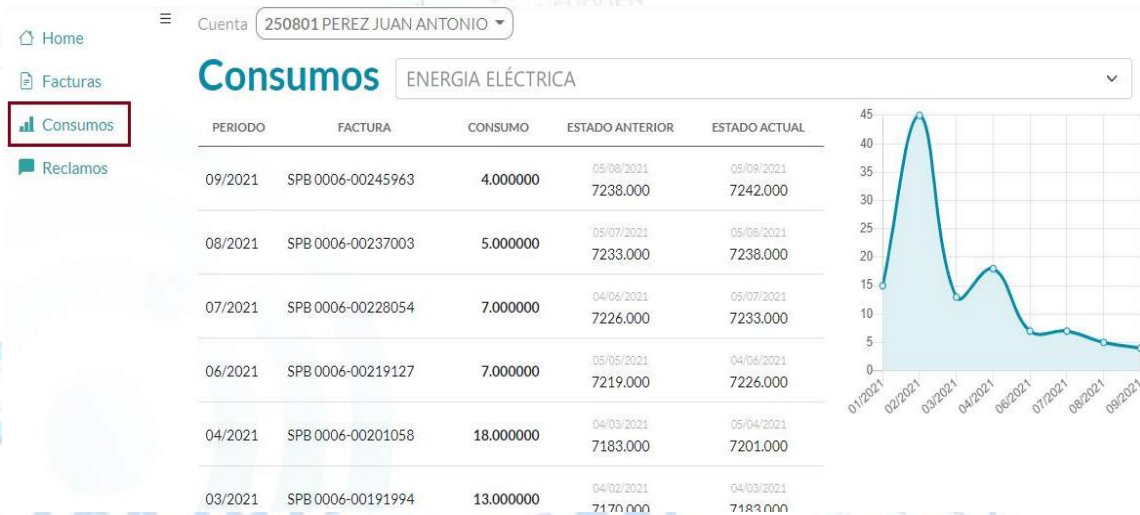 ☰ Cuenta 250801 PEREZ JUAN ANTONIO
Home
Facturas
Consumos
Reclamos
Consumos ENERGIA ELÉCTRICA
PERIODO FACTURA CONSUMO ESTADO ANTERIOR ESTADO ACTUAL
05/08/2021 05/09/2021
09/2021 SPB 0006-00245963 4.000000 7238.000 7242.000
05/07/2021 05/08/2021
08/2021 SPB 0006-00237003 5.000000 7233.000 7238.000
04/06/2021 05/07/2021
07/2021 SPB 0006-00228054 7.000000 7226.000 7233.000
05/05/2021 04/06/2021
06/2021 SPB 0006-00219127 7.000000 7219.000 7226.000
04/03/2021 05/04/2021
04/2021 SPB 0006-00201058 18.000000 7183.000 7201.000
04/02/2021 04/03/2021
03/2021 SPB 0006-00191994 13.000000 7170.000 7183.000
45
40
35
30
25
20
15
10
5
0
01/2021 02/2021 03/2021 04/2021 06/2021 07/2021 08/2021 09/2021